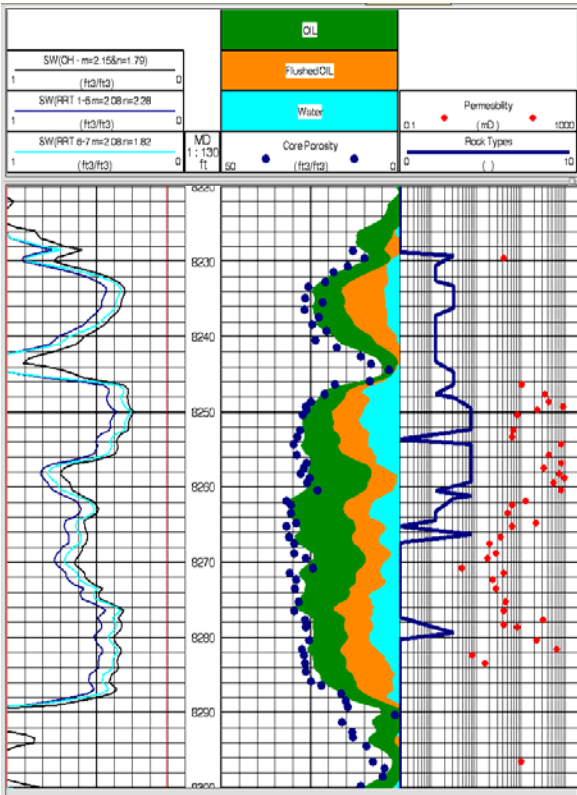 OIL
SW(OH - m=2.15&n=1.79)
1 0
(ft3/ft3)
Flushed OIL
SW(RRT 1-5 m=2.08 n=2.28
1 0
(ft3/ft3)
Water
Permeability
0.1 1000
(mD)
SW(RRT 6-7 m=2.08 n=1.82
1 0
(ft3/ft3)
MD
1 : 130
ft
Core Porosity
50 0
(ft3/ft3)
Rock Types
0 10
( )
8220
8230
8240
8250
8260
8270
8280
8290
8300